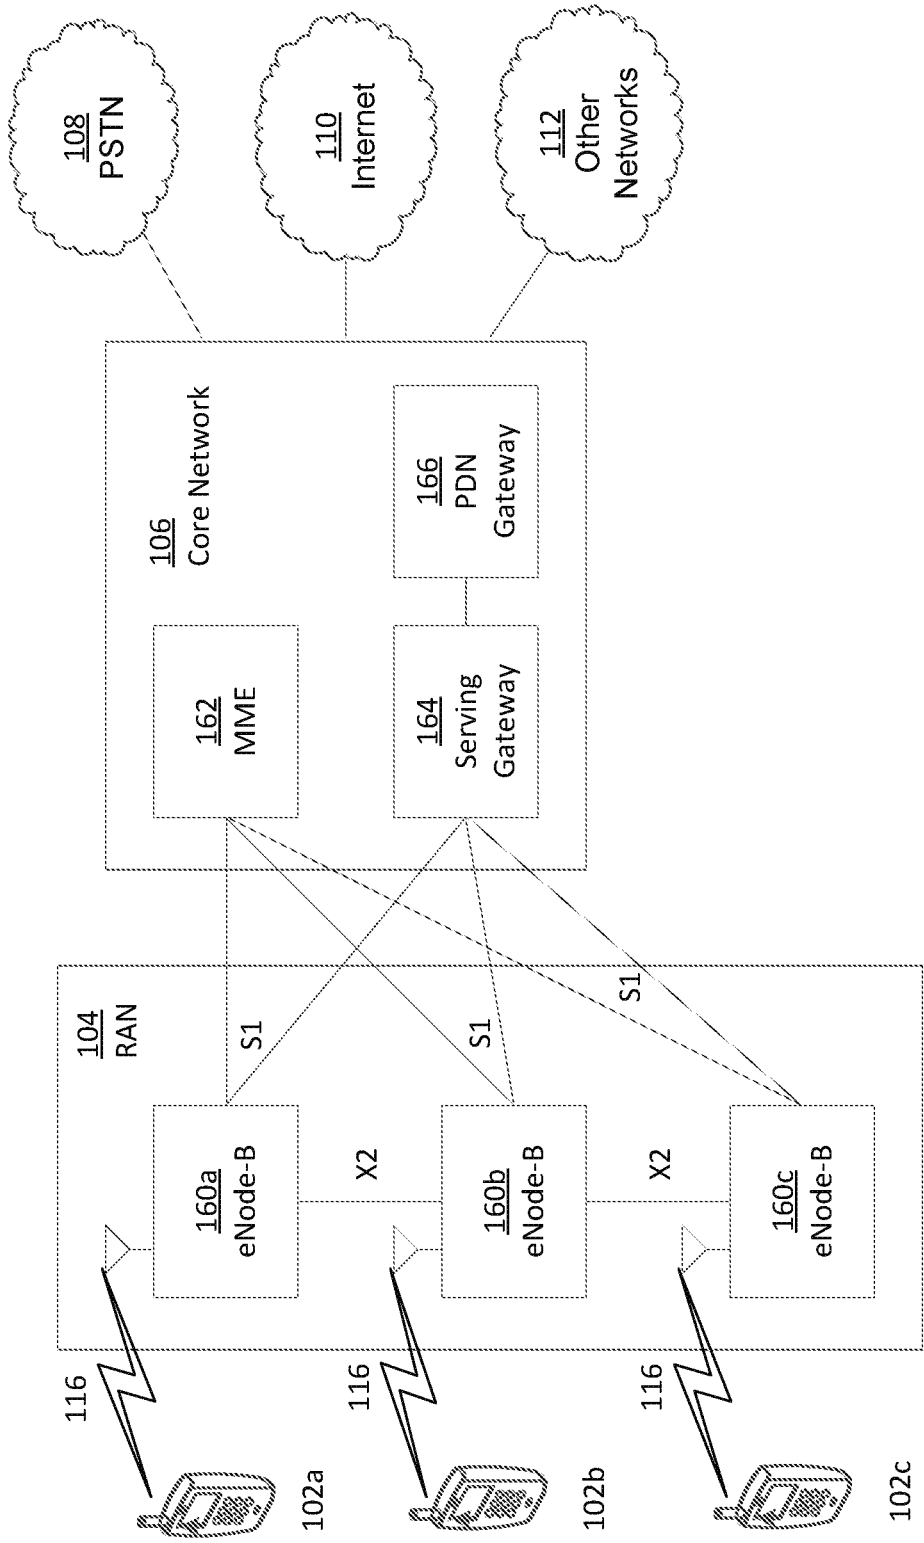 116
102a
116
102b
116
102c
104
RAN
160a
eNode-B
X2
160b
eNode-B
X2
160c
eNode-B
S1
S1
S1
106
Core Network
162
MME
164
Serving
Gateway
166
PDN
Gateway
108
PSTN
110
Internet
112
Other
Networks